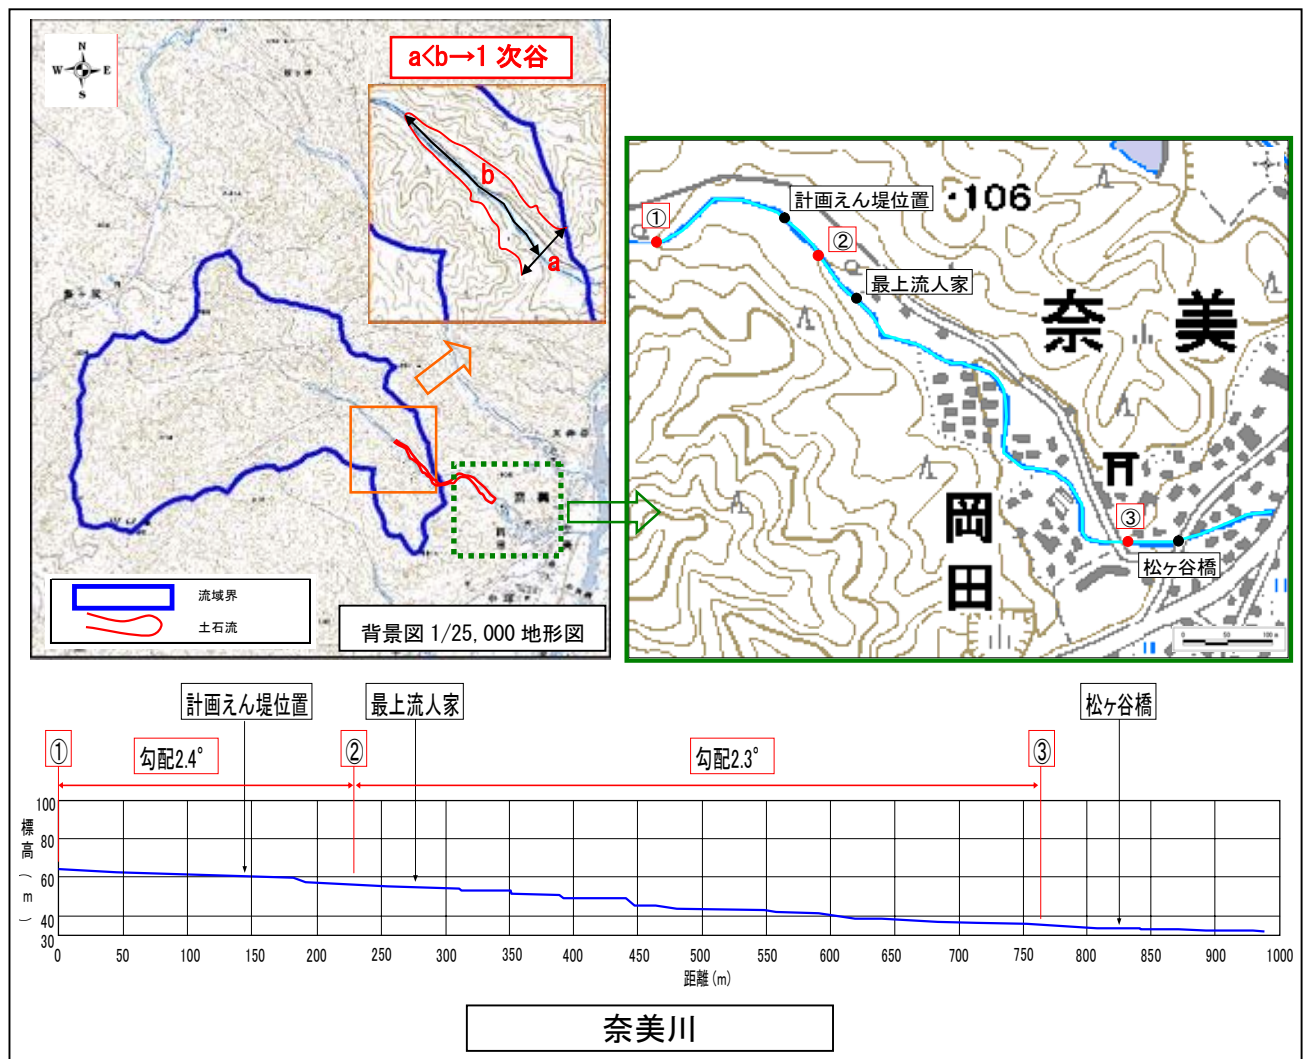 N
W E
S
a<b→1 次谷
b
a
流域界
土石流
背景図 1/25,000 地形図
計画えん堤位置
106
①
②
最上流人家
奈 美
岡田
③
松ヶ谷橋
0 50 100 m
計画えん堤位置
最上流人家
松ヶ谷橋
①
勾配2.4°
②
勾配2.3°
③
標高(m)
100
80
60
40
30
0 50 100 150 200 250 300 350 400 450 500 550 600 650 700 750 800 850 900 950 1000
距離(m)
奈美川